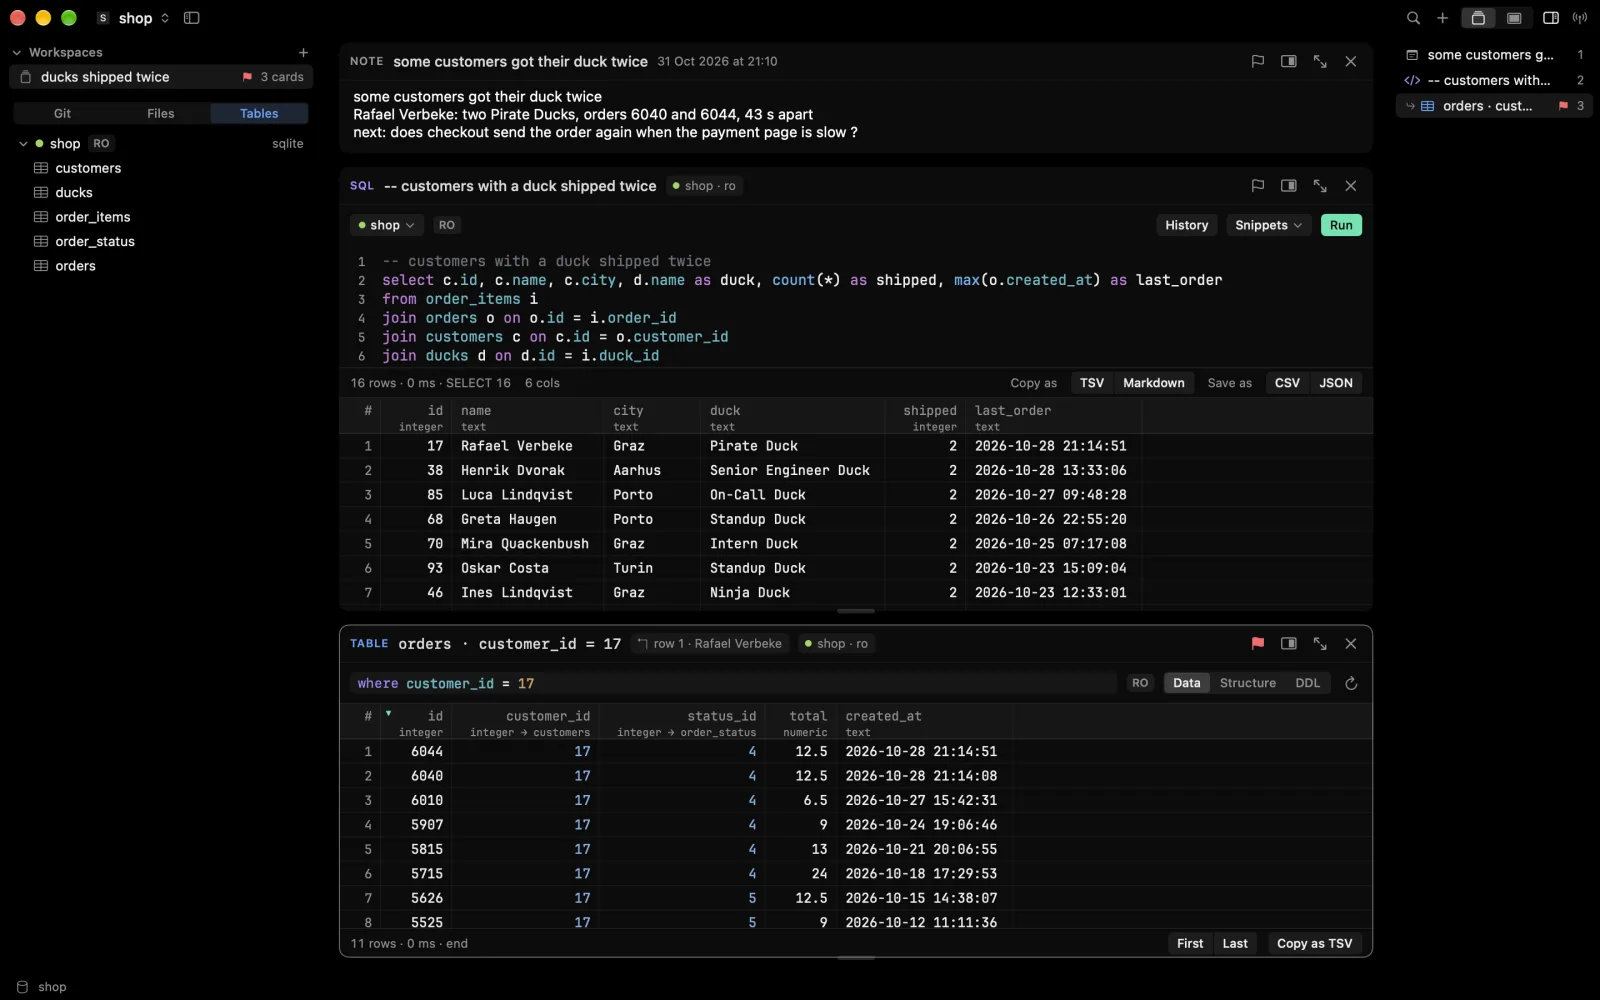 S shop
Workspaces
ducks shipped twice 3 cards
Git Files Tables
shop RO sqlite
customers
ducks
order_items
order_status
orders
NOTE some customers got their duck twice 31 Oct 2026 at 21:10
some customers got their duck twice
Rafael Verbeke: two Pirate Ducks, orders 6040 and 6044, 43 s apart
next: does checkout send the order again when the payment page is slow ?
SQL -- customers with a duck shipped twice shop · ro
shop RO History Snippets Run
1 -- customers with a duck shipped twice
2 select c.id, c.name, c.city, d.name as duck, count(*) as shipped, max(o.created_at) as last_order
3 from order_items i
4 join orders o on o.id = i.order_id
5 join customers c on c.id = o.customer_id
6 join ducks d on d.id = i.duck_id
16 rows · 0 ms · SELECT 16 6 cols Copy as TSV Markdown Save as CSV JSON
# id name city duck shipped last_order
integer text text text integer text
1 17 Rafael Verbeke Graz Pirate Duck 2 2026-10-28 21:14:51
2 38 Henrik Dvorak Aarhus Senior Engineer Duck 2 2026-10-28 13:33:06
3 85 Luca Lindqvist Porto On-Call Duck 2 2026-10-27 09:48:28
4 68 Greta Haugen Porto Standup Duck 2 2026-10-26 22:55:20
5 70 Mira Quackenbush Graz Intern Duck 2 2026-10-25 07:17:08
6 93 Oskar Costa Turin Standup Duck 2 2026-10-23 15:09:04
7 46 Ines Lindqvist Graz Ninja Duck 2 2026-10-23 12:33:01
TABLE orders · customer_id = 17 row 1 · Rafael Verbeke shop · ro
where customer_id = 17 RO Data Structure DDL
# id customer_id status_id total created_at
integer integer → customers integer → order_status numeric text
1 6044 17 4 12.5 2026-10-28 21:14:51
2 6040 17 4 12.5 2026-10-28 21:14:08
3 6010 17 4 6.5 2026-10-27 15:42:31
4 5907 17 4 9 2026-10-24 19:06:46
5 5815 17 4 13 2026-10-21 20:06:55
6 5715 17 4 24 2026-10-18 17:29:53
7 5626 17 5 12.5 2026-10-15 14:38:07
8 5525 17 5 9 2026-10-12 11:11:36
11 rows · 0 ms · end First Last Copy as TSV
some customers g... 1
</> -- customers with... 2
orders · cust... 3
shop